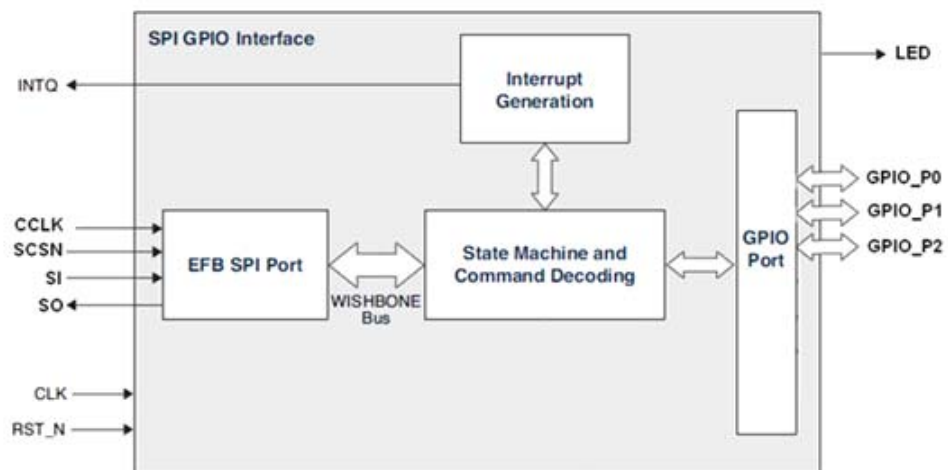 SPI GPIO Interface
LED
INTQ
Interrupt
Generation
GPIO_P0
GPIO_P1
GPIO_P2
CCLK
SCSN
SI
SO
EFB SPI Port
WISHBONE
Bus
State Machine and
Command Decoding
GPIO
Port
CLK
RST_N